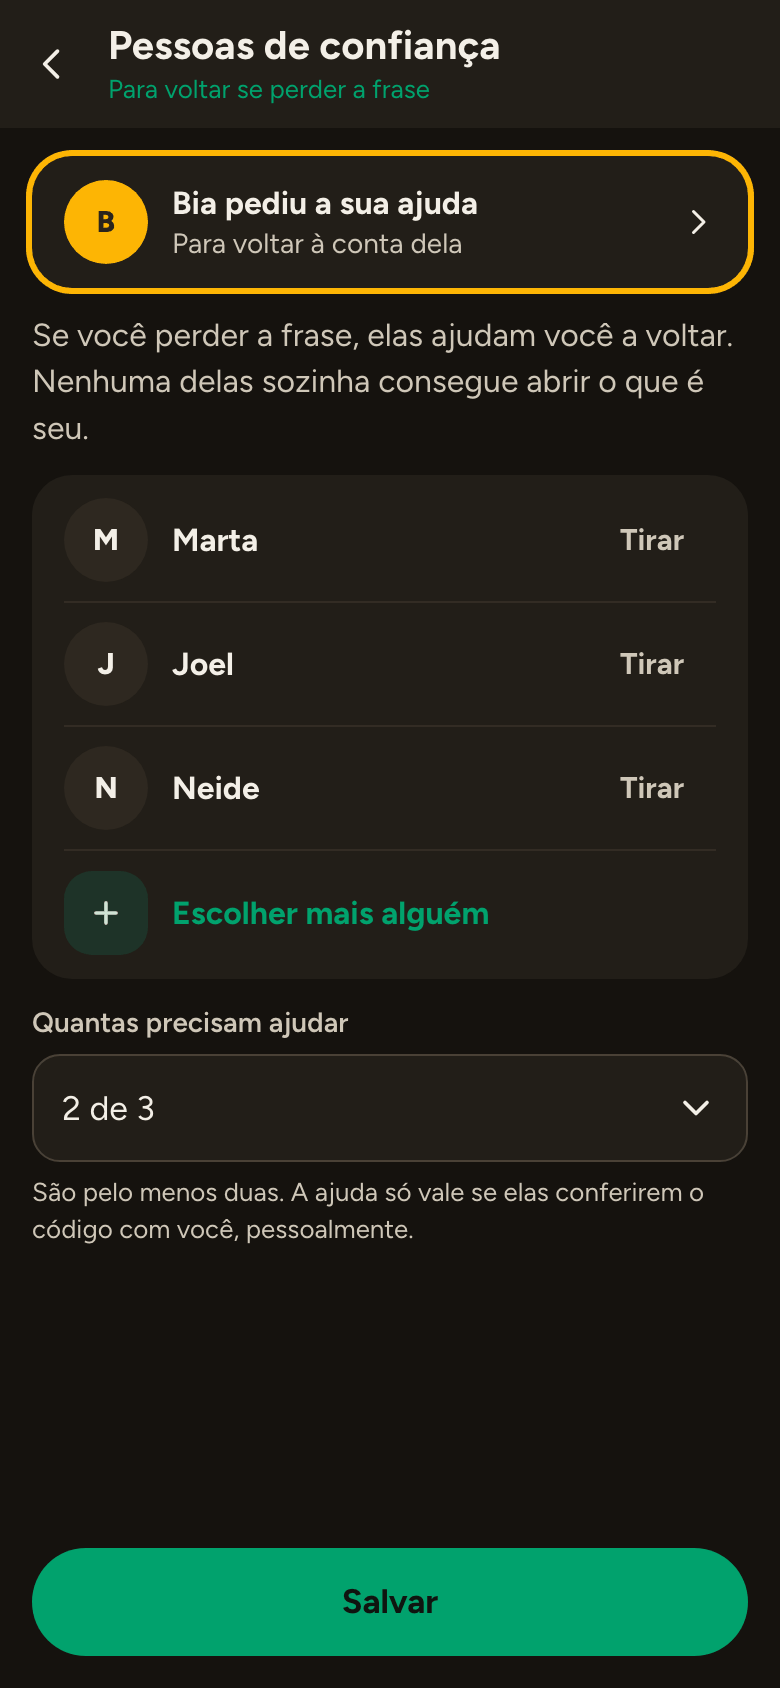 Pessoas de confiança
Para voltar se perder a frase
B
Bia pediu a sua ajuda
Para voltar à conta dela
Se você perder a frase, elas ajudam você a voltar.
Nenhuma delas sozinha consegue abrir o que é
seu.
M Marta Tirar
J Joel Tirar
N Neide Tirar
+ Escolher mais alguém
Quantas precisam ajudar
2 de 3
São pelo menos duas. A ajuda só vale se elas conferirem o
código com você, pessoalmente.
Salvar